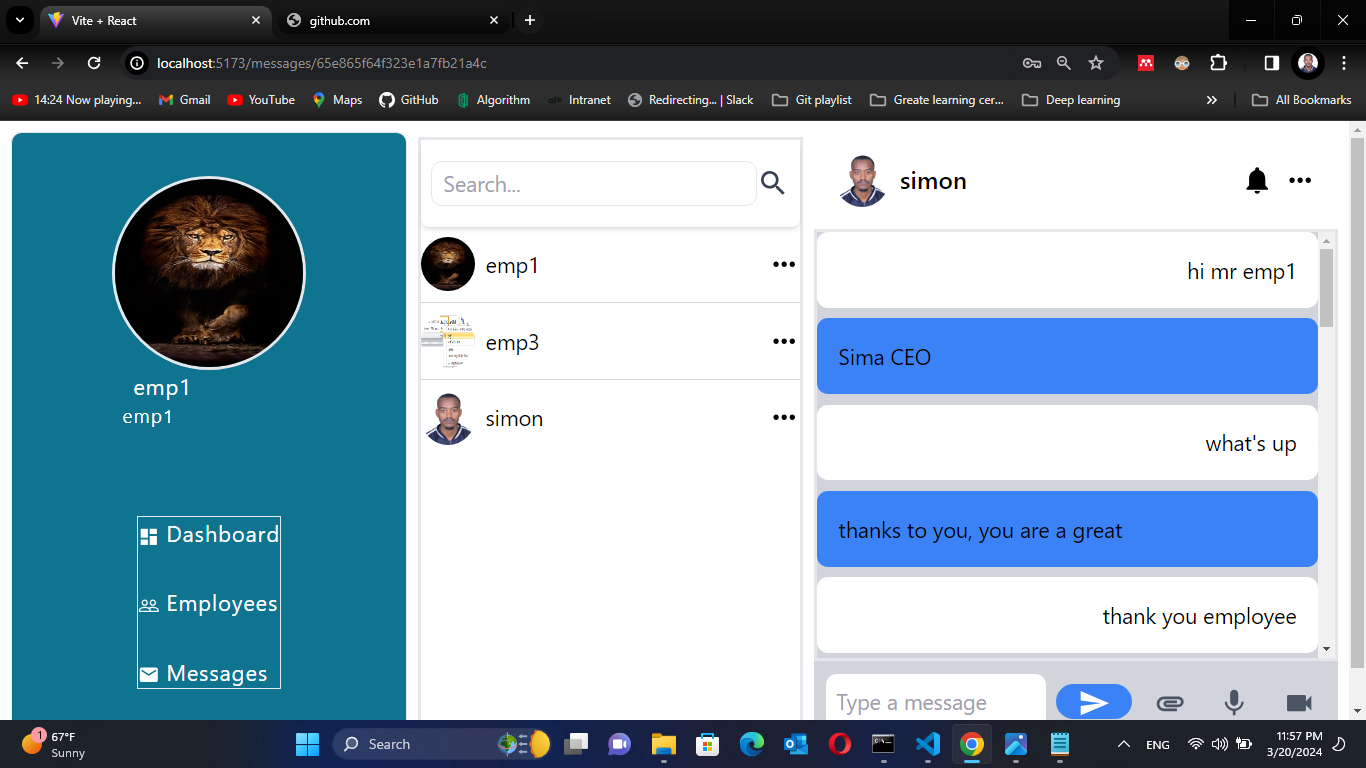 Vite + React
github.com
localhost:5173/messages/65e865f64f323e1a7fb21a4c
14:24 Now playing...
Gmail
YouTube
Maps
GitHub
Algorithm
Intranet
Redirecting... | Slack
Git playlist
Greate learning cer...
Deep learning
»
All Bookmarks
emp1
emp1
Dashboard
Employees
Messages
Search...
emp1
emp3
simon
simon
hi mr emp1
Sima CEO
what's up
thanks to you, you are a great
thank you employee
Type a message
1
67°F
Sunny
Search
ENG
11:57 PM
3/20/2024